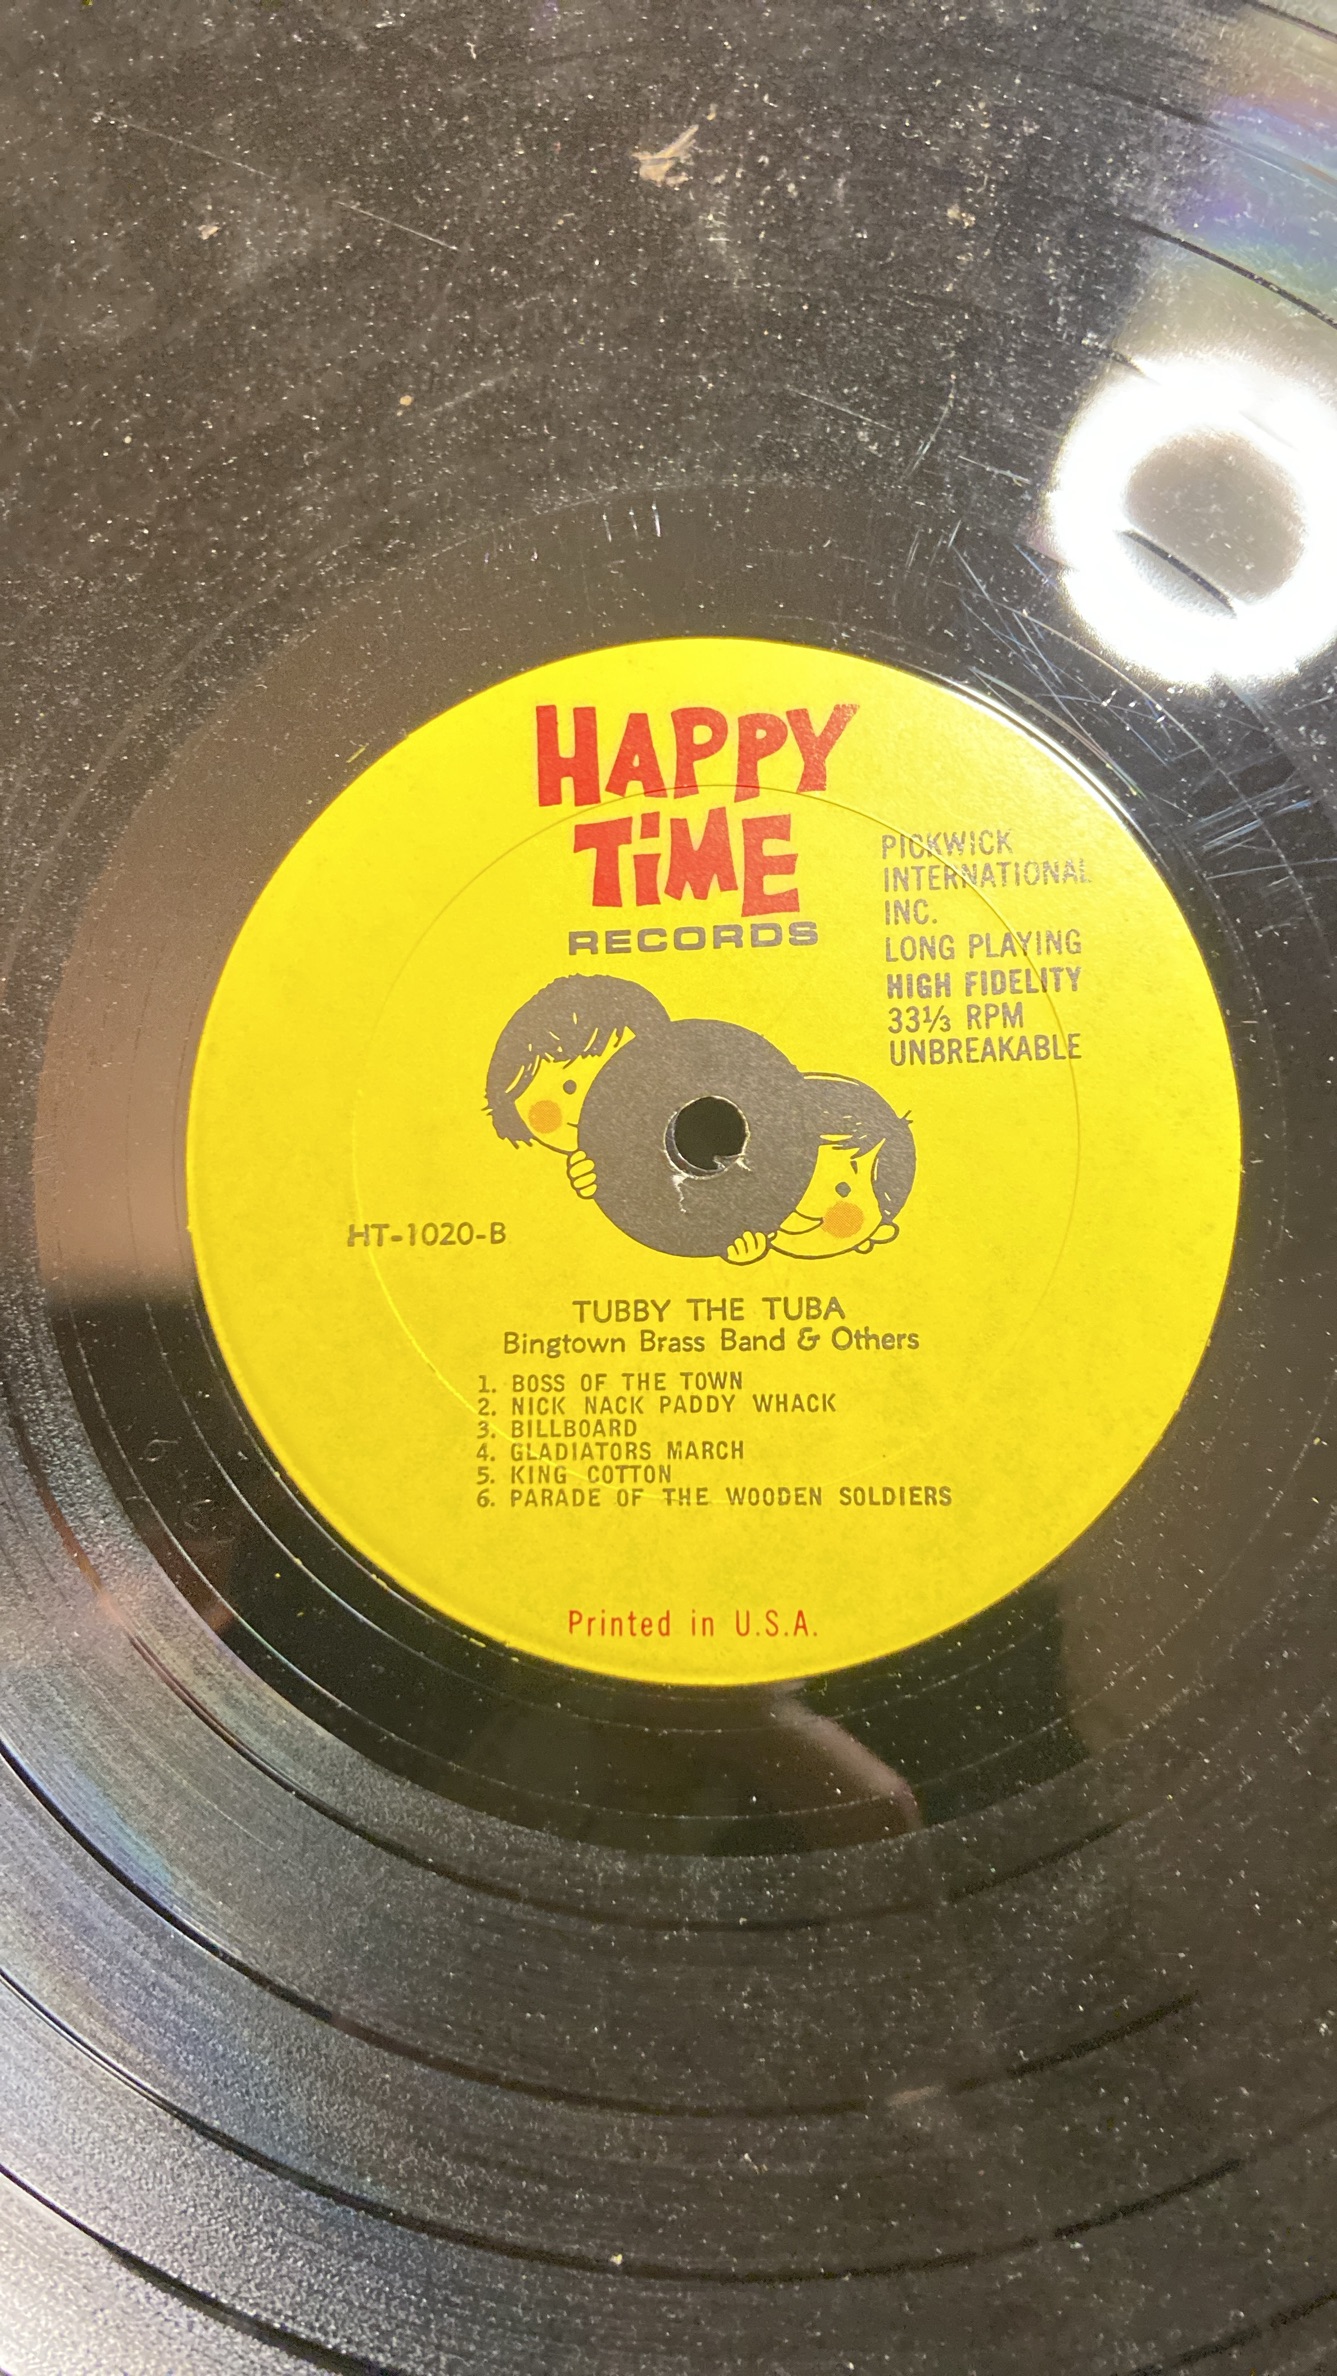 HAPPY
TiME
RECORDS
PICKWICK
INTERNATIONAL
INC.
LONG PLAYING
HIGH FIDELITY
33⅓ RPM
UNBREAKABLE
HT-1020-B
TUBBY THE TUBA
Bingtown Brass Band & Others
1. BOSS OF THE TOWN
2. NICK NACK PADDY WHACK
3. BILLBOARD
4. GLADIATORS MARCH
5. KING COTTON
6. PARADE OF THE WOODEN SOLDIERS
Printed in U.S.A.